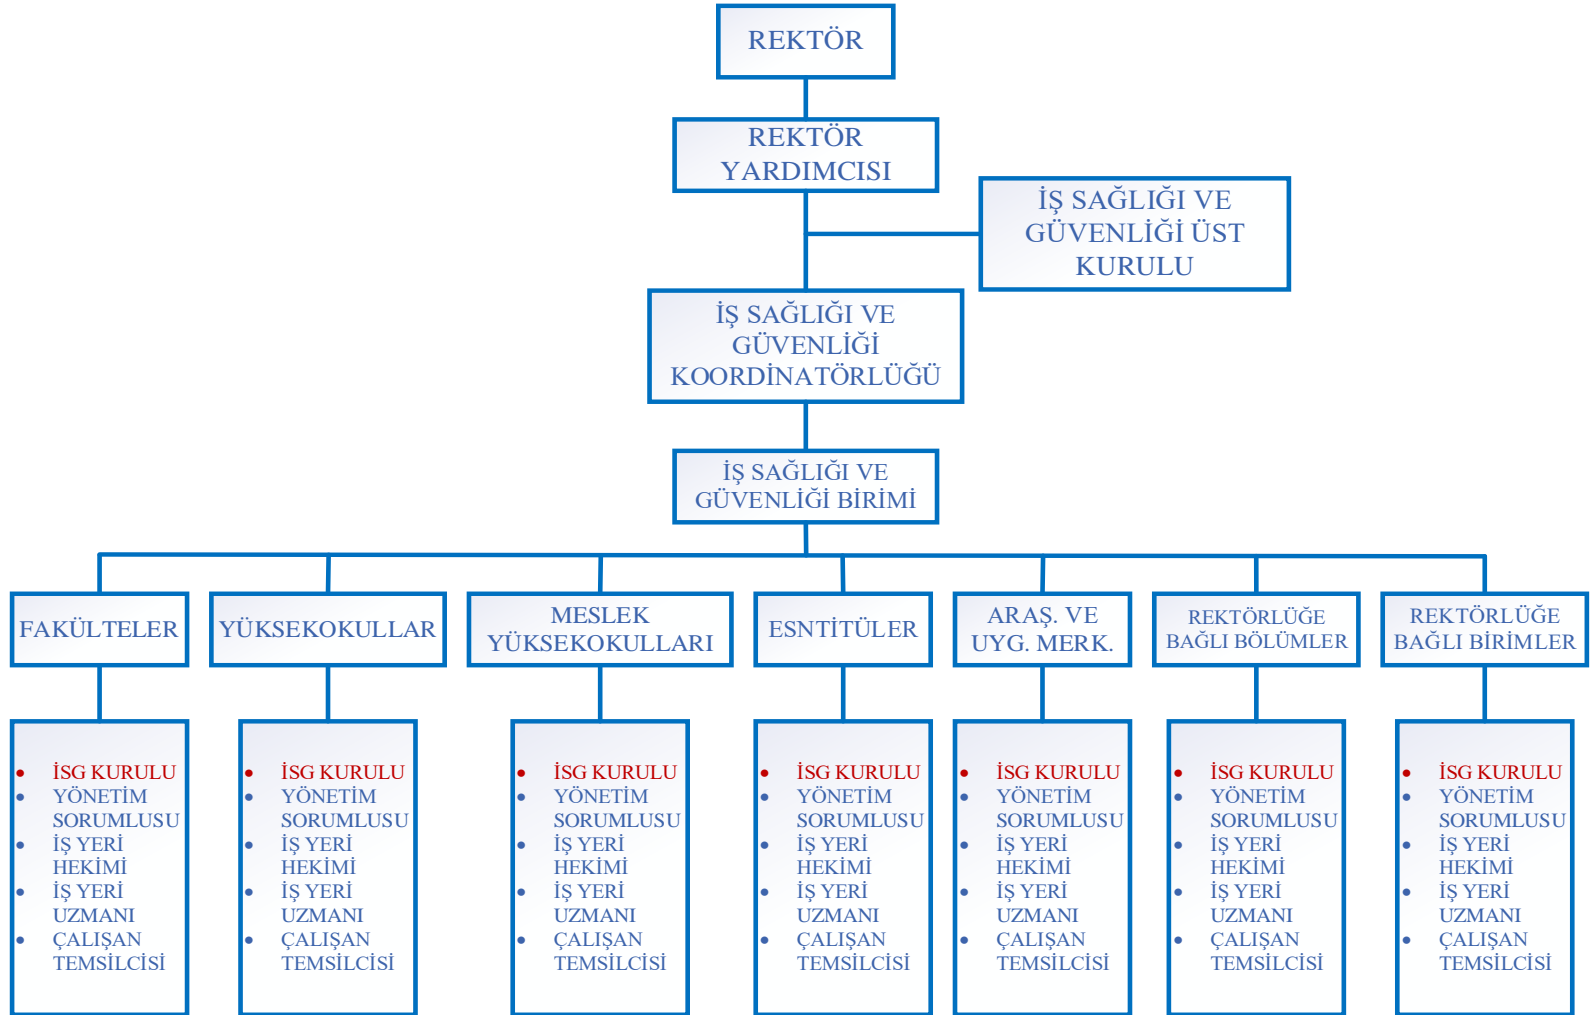 REKTÖR
REKTÖR
YARDIMCISI
İŞ SAĞLIĞI VE
GÜVENLİĞİ ÜST
KURULU
İŞ SAĞLIĞI VE
GÜVENLİĞİ
KOORDİNATÖRLÜĞÜ
İŞ SAĞLIĞI VE
GÜVENLİĞİ BİRİMİ
FAKÜLTELER
YÜKSEKOKULLAR
MESLEK
YÜKSEKOKULLARI
ESNTİTÜLER
ARAŞ. VE
UYG. MERK.
REKTÖRLÜĞE
BAĞLI BÖLÜMLER
REKTÖRLÜĞE
BAĞLI BİRİMLER
• İSG KURULU
• YÖNETİM
SORUMLUSU
• İŞ YERİ
HEKİMİ
• İŞ YERİ
UZMANI
• ÇALIŞAN
TEMSİLCİSİ
• İSG KURULU
• YÖNETİM
SORUMLUSU
• İŞ YERİ
HEKİMİ
• İŞ YERİ
UZMANI
• ÇALIŞAN
TEMSİLCİSİ
• İSG KURULU
• YÖNETİM
SORUMLUSU
• İŞ YERİ
HEKİMİ
• İŞ YERİ
UZMANI
• ÇALIŞAN
TEMSİLCİSİ
• İSG KURULU
• YÖNETİM
SORUMLUSU
• İŞ YERİ
HEKİMİ
• İŞ YERİ
UZMANI
• ÇALIŞAN
TEMSİLCİSİ
• İSG KURULU
• YÖNETİM
SORUMLUSU
• İŞ YERİ
HEKİMİ
• İŞ YERİ
UZMANI
• ÇALIŞAN
TEMSİLCİSİ
• İSG KURULU
• YÖNETİM
SORUMLUSU
• İŞ YERİ
HEKİMİ
• İŞ YERİ
UZMANI
• ÇALIŞAN
TEMSİLCİSİ
• İSG KURULU
• YÖNETİM
SORUMLUSU
• İŞ YERİ
HEKİMİ
• İŞ YERİ
UZMANI
• ÇALIŞAN
TEMSİLCİSİ